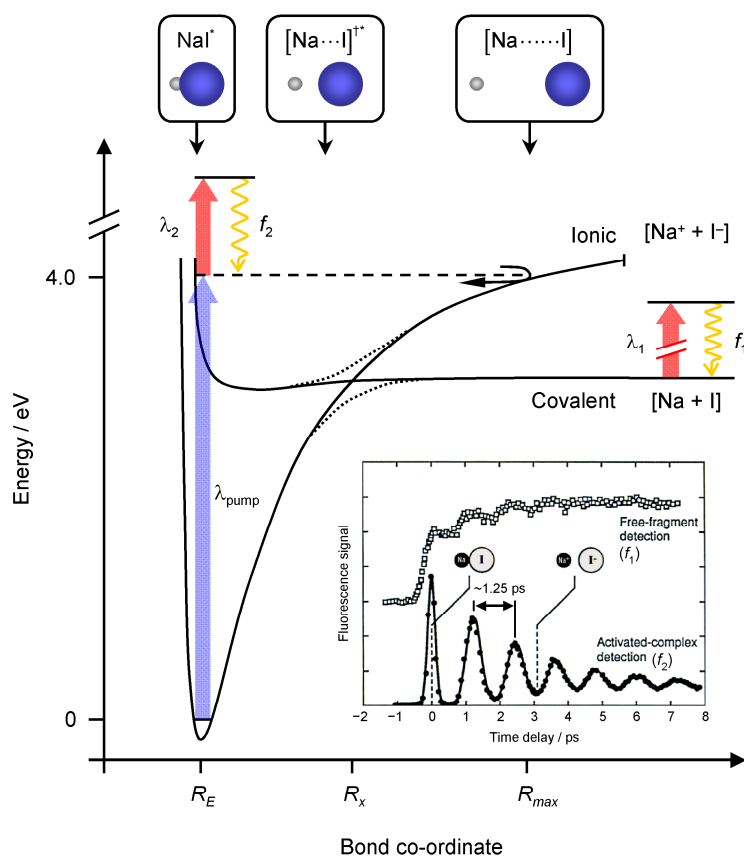 NaI*
[Na···I]†*
[Na······I]
λ2
f2
Ionic
[Na+ + I–]
4.0
λ1
f1
Covalent
[Na + I]
Energy / eV
λpump
Fluorescence signal
Free-fragment
detection
(f1)
Na I
Na+ I-
~1.25 ps
Activated-complex
detection (f2)
0
−2 −1 0 1 2 3 4 5 6 7 8
Time delay / ps
RE
Rx
Rmax
Bond co-ordinate